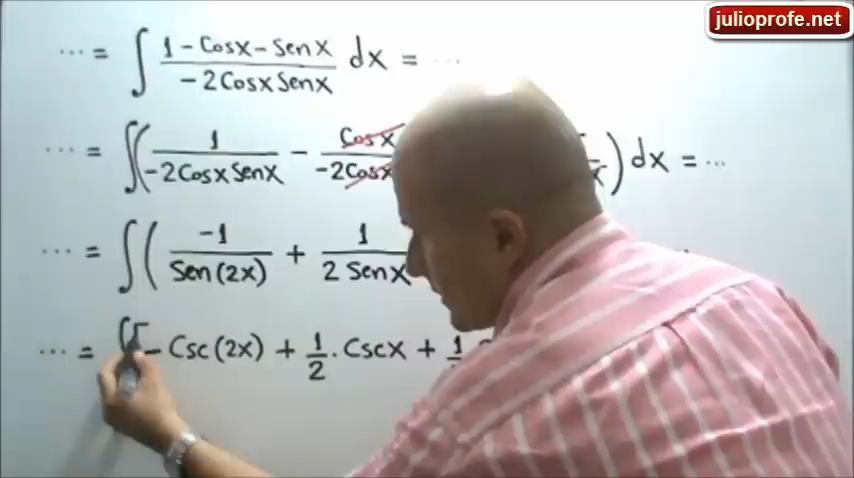 julioprofe.net
... = ∫ (1 - Cosx - Senx)/(-2CosxSenx) dx = ...
... = ∫( 1/(-2CosxSenx) - Cosx/(-2Cosx ) dx = ...
... = ∫( -1/Sen(2x) + 1/(2 Senx
... = ∫[ - Csc(2x) + 1/2 . Cscx + 1/